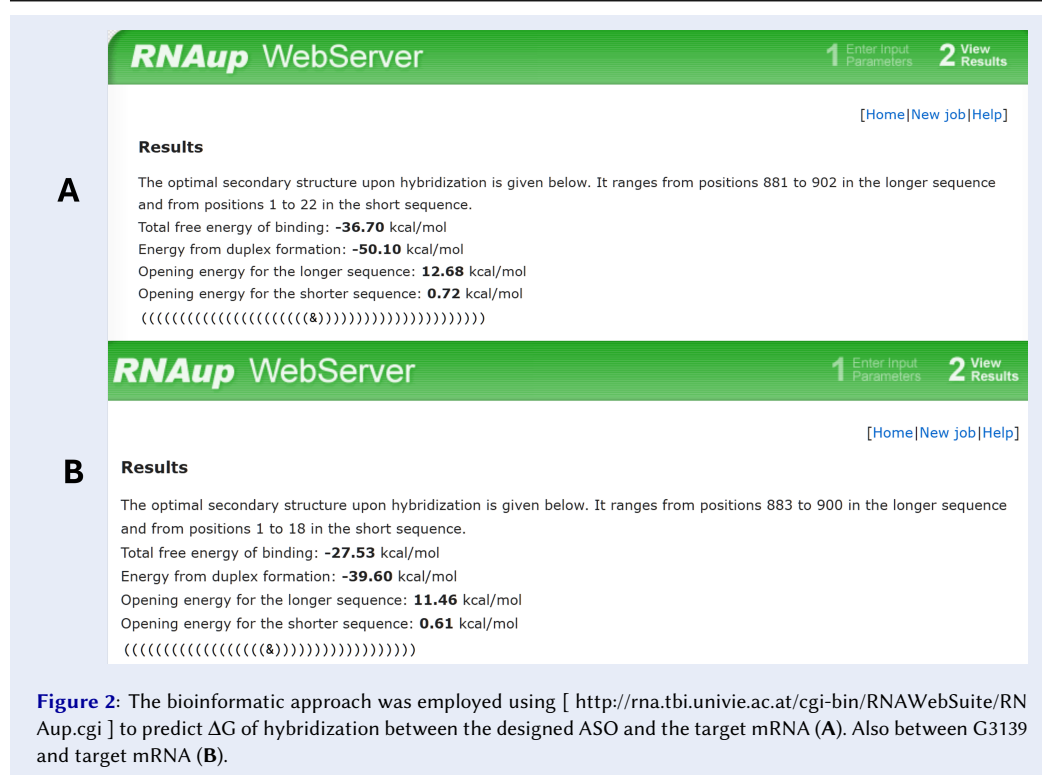 RNAup WebServer
1 Enter Input Parameters 2 View Results
[Home|New job|Help]
Results
A
The optimal secondary structure upon hybridization is given below. It ranges from positions 881 to 902 in the longer sequence
and from positions 1 to 22 in the short sequence.
Total free energy of binding: -36.70 kcal/mol
Energy from duplex formation: -50.10 kcal/mol
Opening energy for the longer sequence: 12.68 kcal/mol
Opening energy for the shorter sequence: 0.72 kcal/mol
((((((((((((((((((((((&))))))))))))))))))))))
RNAup WebServer
1 Enter Input Parameters 2 View Results
[Home|New job|Help]
B
Results
The optimal secondary structure upon hybridization is given below. It ranges from positions 883 to 900 in the longer sequence
and from positions 1 to 18 in the short sequence.
Total free energy of binding: -27.53 kcal/mol
Energy from duplex formation: -39.60 kcal/mol
Opening energy for the longer sequence: 11.46 kcal/mol
Opening energy for the shorter sequence: 0.61 kcal/mol
((((((((((((((((((&))))))))))))))))))
Figure 2: The bioinformatic approach was employed using [ http://rna.tbi.univie.ac.at/cgi-bin/RNAWebSuite/RN
Aup.cgi ] to predict ΔG of hybridization between the designed ASO and the target mRNA (A). Also between G3139
and target mRNA (B).